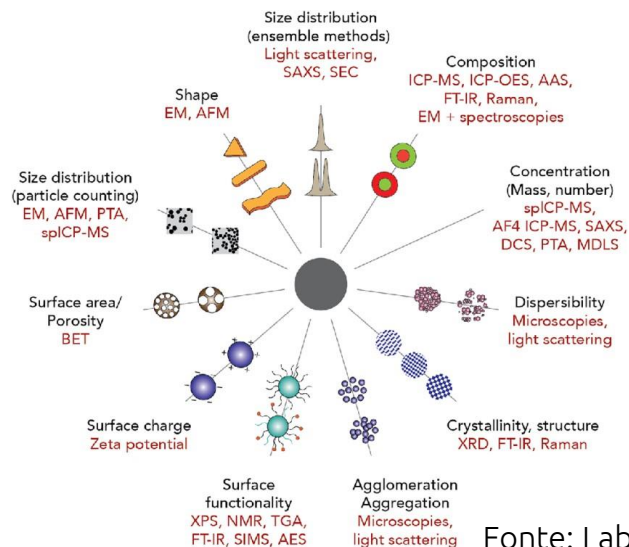 Size distribution
(ensemble methods)
Light scattering,
SAXS, SEC
Composition
ICP-MS, ICP-OES, AAS,
FT-IR, Raman,
EM + spectroscopies
Shape
EM, AFM
Size distribution
(particle counting)
EM, AFM, PTA,
spICP-MS
Concentration
(Mass, number)
spICP-MS,
AF4 ICP-MS, SAXS,
DCS, PTA, MDLS
Surface area/
Porosity
BET
Dispersibility
Microscopies,
light scattering
Surface charge
Zeta potential
Crystallinity, structure
XRD, FT-IR, Raman
Surface
functionality
XPS, NMR, TGA,
FT-IR, SIMS, AES
Agglomeration
Aggregation
Microscopies,
light scattering
Fonte: Lab